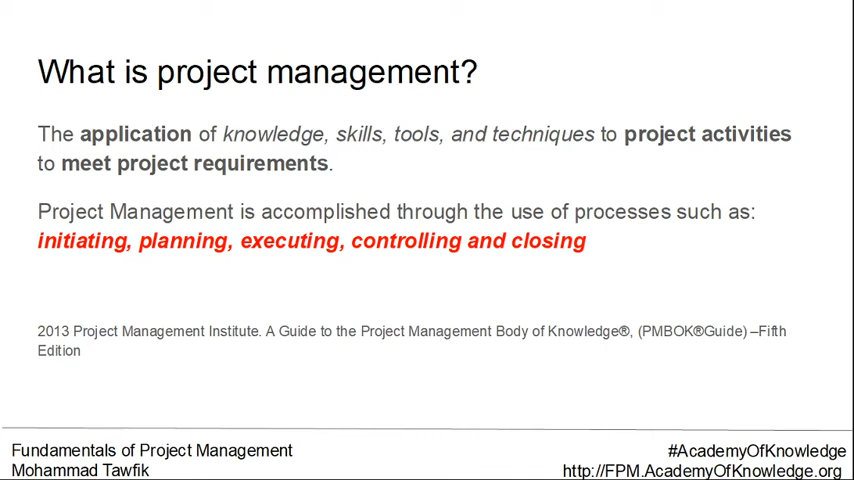 What is project management?
The application of knowledge, skills, tools, and techniques to project activities
to meet project requirements.
Project Management is accomplished through the use of processes such as:
initiating, planning, executing, controlling and closing
2013 Project Management Institute. A Guide to the Project Management Body of Knowledge®, (PMBOK®Guide) –Fifth
Edition
Fundamentals of Project Management
Mohammad Tawfik
#AcademyOfKnowledge
http://FPM.AcademyOfKnowledge.org